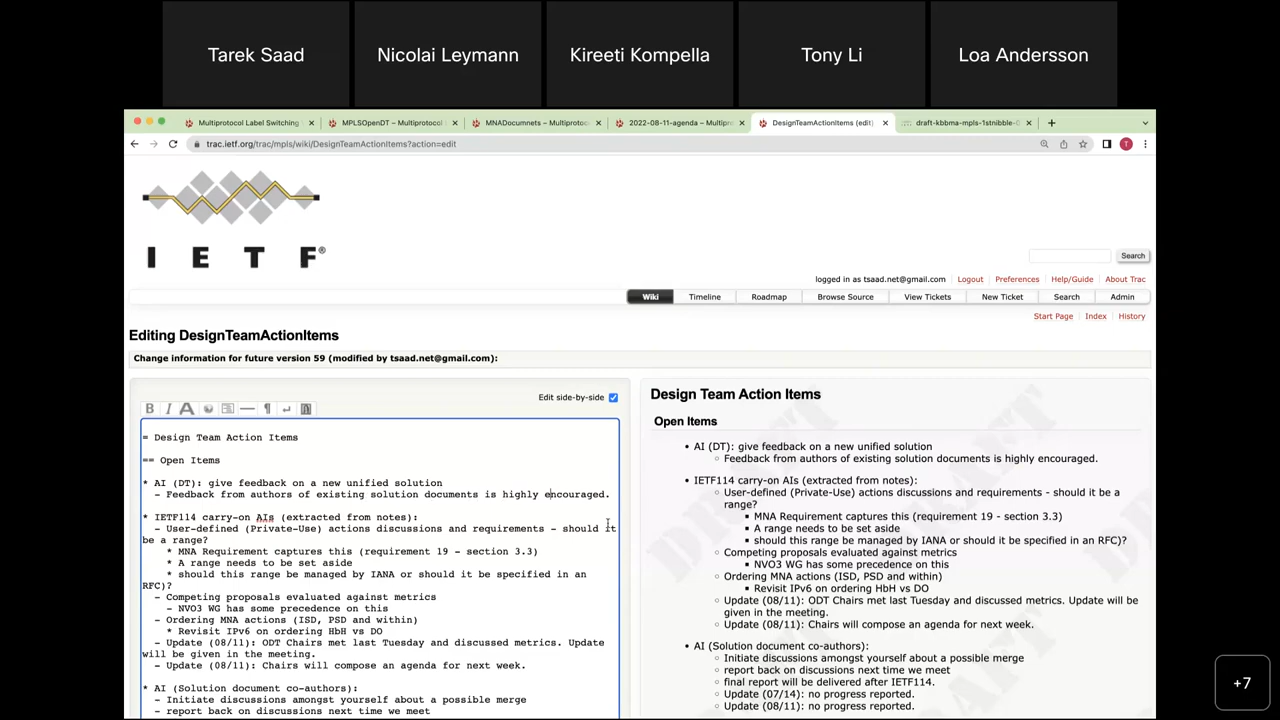 Tarek Saad
Nicolai Leymann
Kireeti Kompella
Tony Li
Loa Andersson
Multiprotocol Label Switching
MPLSOpenDT – Multiprotocol
MNADocumnets – Multiproto
2022-08-11-agenda – Multipr
DesignTeamActionItems (edit)
draft-kbbma-mpls-1stnibble-0
trac.ietf.org/trac/mpls/wiki/DesignTeamActionItems?action=edit
T
I E T F®
Search
logged in as tsaad.net@gmail.com
Logout
Preferences
Help/Guide
About Trac
Wiki
Timeline
Roadmap
Browse Source
View Tickets
New Ticket
Search
Admin
Start Page
Index
History
Editing DesignTeamActionItems
Change information for future version 59 (modified by tsaad.net@gmail.com):
Edit side-by-side
B I A
= Design Team Action Items
== Open Items
* AI (DT): give feedback on a new unified solution
- Feedback from authors of existing solution documents is highly encouraged.
* IETF114 carry-on AIs (extracted from notes):
- User-defined (Private-Use) actions discussions and requirements - should it
be a range?
* MNA Requirement captures this (requirement 19 - section 3.3)
* A range needs to be set aside
* should this range be managed by IANA or should it be specified in an
RFC)?
- Competing proposals evaluated against metrics
- NVO3 WG has some precedence on this
- Ordering MNA actions (ISD, PSD and within)
* Revisit IPv6 on ordering HbH vs DO
- Update (08/11): ODT Chairs met last Tuesday and discussed metrics. Update
will be given in the meeting.
- Update (08/11): Chairs will compose an agenda for next week.
* AI (Solution document co-authors):
- Initiate discussions amongst yourself about a possible merge
- report back on discussions next time we meet
Design Team Action Items
Open Items
• AI (DT): give feedback on a new unified solution
Feedback from authors of existing solution documents is highly encouraged.
• IETF114 carry-on AIs (extracted from notes):
User-defined (Private-Use) actions discussions and requirements - should it be a
range?
MNA Requirement captures this (requirement 19 - section 3.3)
A range needs to be set aside
should this range be managed by IANA or should it be specified in an RFC)?
Competing proposals evaluated against metrics
NVO3 WG has some precedence on this
Ordering MNA actions (ISD, PSD and within)
Revisit IPv6 on ordering HbH vs DO
Update (08/11): ODT Chairs met last Tuesday and discussed metrics. Update will be
given in the meeting.
Update (08/11): Chairs will compose an agenda for next week.
• AI (Solution document co-authors):
Initiate discussions amongst yourself about a possible merge
report back on discussions next time we meet
final report will be delivered after IETF114.
Update (07/14): no progress reported.
Update (08/11): no progress reported.
DRAFT
+7